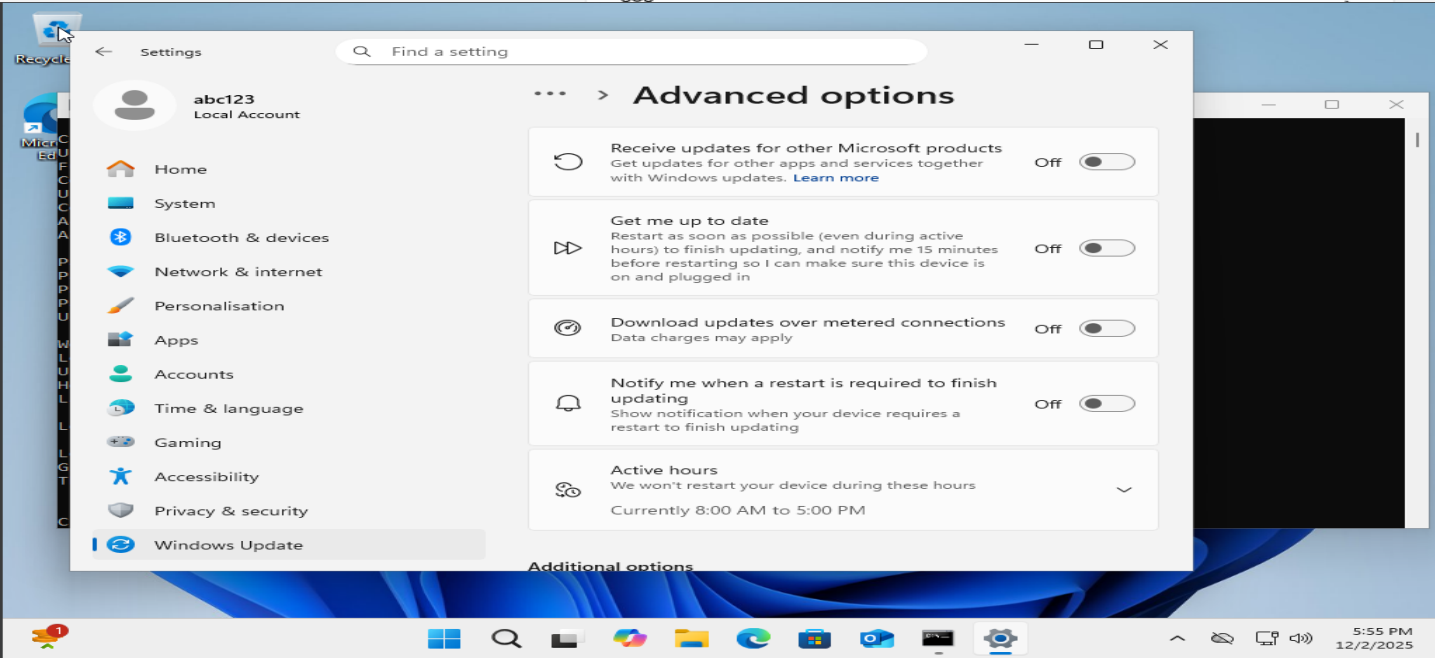 Recycle
Micr
Ed
Settings
Find a setting
abc123
Local Account
Home
System
Bluetooth & devices
Network & internet
Personalisation
Apps
Accounts
Time & language
Gaming
Accessibility
Privacy & security
Windows Update
Advanced options
Receive updates for other Microsoft products
Get updates for other apps and services together
with Windows updates. Learn more
Off
Get me up to date
Restart as soon as possible (even during active
hours) to finish updating, and notify me 15 minutes
before restarting so I can make sure this device is
on and plugged in
Off
Download updates over metered connections
Data charges may apply
Off
Notify me when a restart is required to finish
updating
Show notification when your device requires a
restart to finish updating
Off
Active hours
We won't restart your device during these hours
Currently 8:00 AM to 5:00 PM
Additional options
1
5:55 PM
12/2/2025